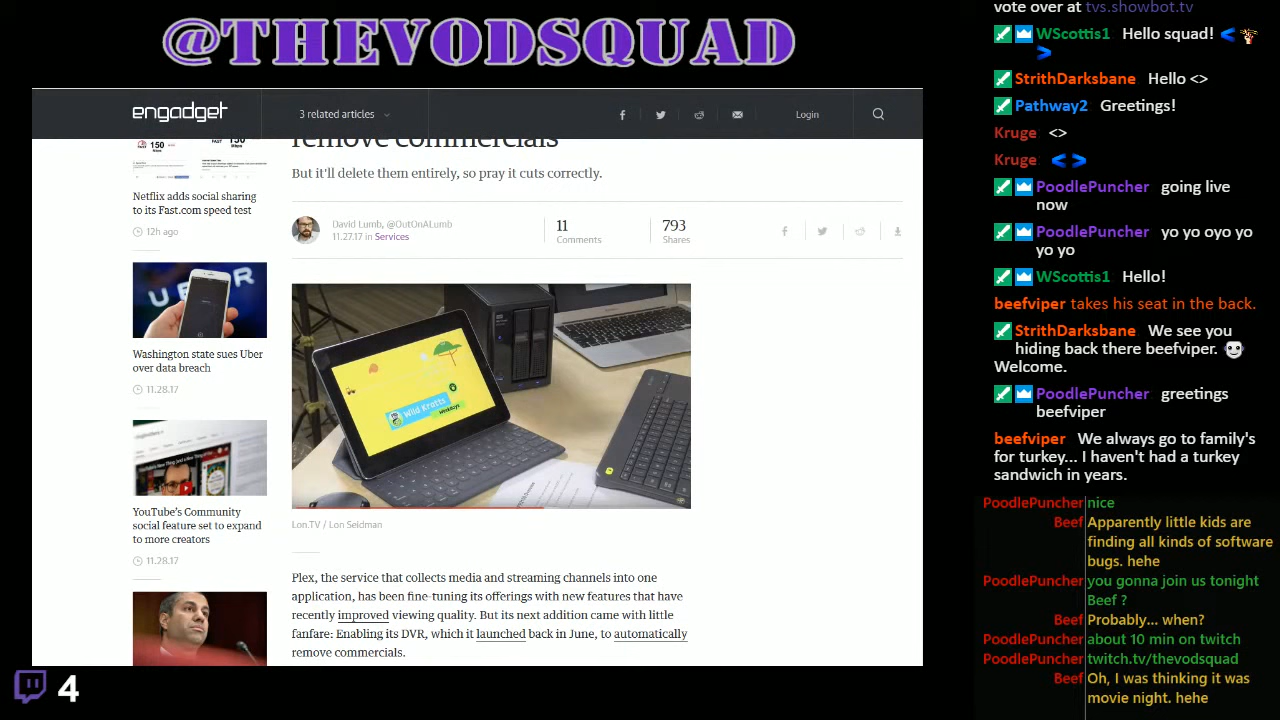 @THEVODSQUAD
engadget
3 related articles
Login
remove commercials
But it'll delete them entirely, so pray it cuts correctly.
150
Netflix adds social sharing
to its Fast.com speed test
12h ago
David Lumb, @OutOnALumb
11.27.17 in Services
11
Comments
793
Shares
Washington state sues Uber
over data breach
11.28.17
Wild Kratts
Weekdays
Lon.TV / Lon Seidman
YouTube's Community
social feature set to expand
to more creators
11.28.17
Plex, the service that collects media and streaming channels into one
application, has been fine-tuning its offerings with new features that have
recently improved viewing quality. But its next addition came with little
fanfare: Enabling its DVR, which it launched back in June, to automatically
remove commercials.
4
vote over at tvs.showbot.tv
WScottis1 Hello squad! <
>
StrithDarksbane Hello <>
Pathway2 Greetings!
Kruge <>
Kruge < >
PoodlePuncher going live
now
PoodlePuncher yo yo oyo yo
yo yo
WScottis1 Hello!
beefviper takes his seat in the back.
StrithDarksbane We see you
hiding back there beefviper.
Welcome.
PoodlePuncher greetings
beefviper
beefviper We always go to family's
for turkey... I haven't had a turkey
sandwich in years.
PoodlePuncher nice
Beef Apparently little kids are
finding all kinds of software
bugs. hehe
PoodlePuncher you gonna join us tonight
Beef ?
Beef Probably... when?
PoodlePuncher about 10 min on twitch
PoodlePuncher twitch.tv/thevodsquad
Beef Oh, I was thinking it was
movie night. hehe